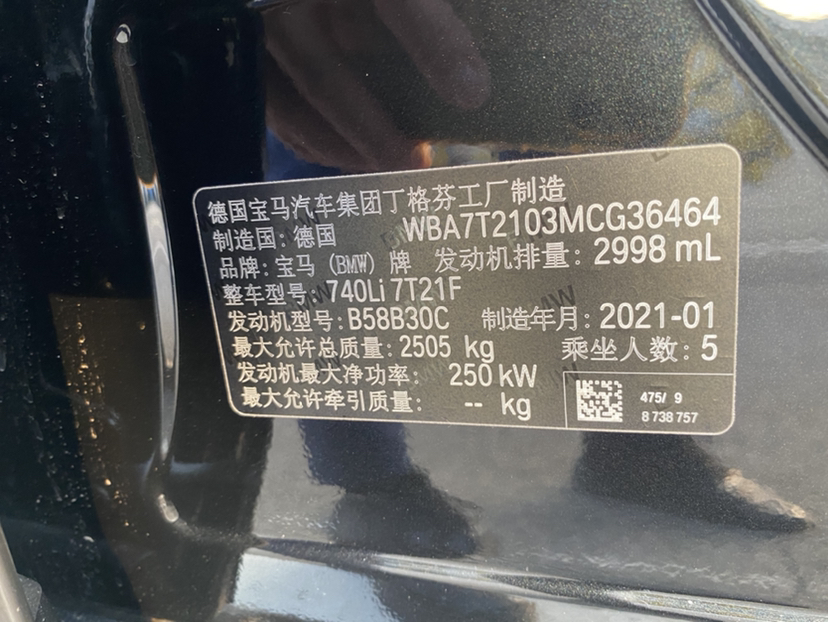 德国宝马汽车集团丁格芬工厂制造
制造国：德国 WBA7T2103MCG36464
品牌：宝马 (BMW) 牌 发动机排量：2998 mL
整车型号：740Li 7T21F
发动机型号：B58B30C 制造年月：2021-01
最大允许总质量：2505 kg 乘坐人数：5
发动机最大净功率： 250 kW
最大允许牵引质量： -- kg
475/ 9
8 738 757